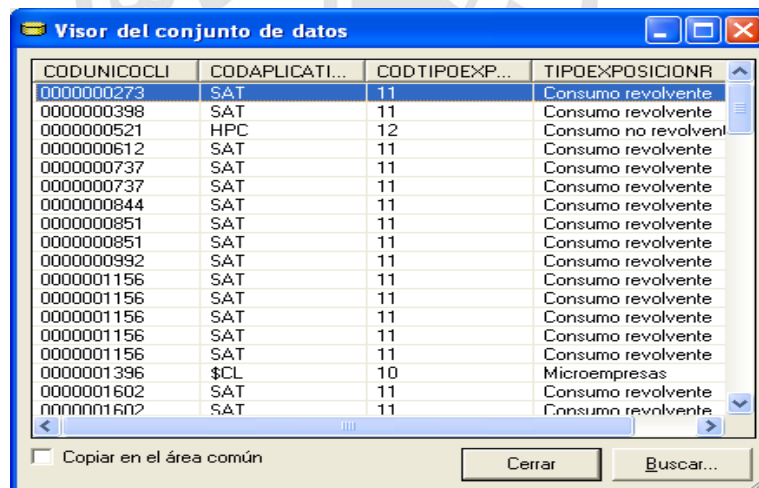 Visor del conjunto de datos
CODUNICOCLI CODAPLICATI... CODTIPOEXP... TIPOEXPOSICIONR
0000000273 SAT 11 Consumo revolvente
0000000398 SAT 11 Consumo revolvente
0000000521 HPC 12 Consumo no revolvent
0000000612 SAT 11 Consumo revolvente
0000000737 SAT 11 Consumo revolvente
0000000737 SAT 11 Consumo revolvente
0000000844 SAT 11 Consumo revolvente
0000000851 SAT 11 Consumo revolvente
0000000851 SAT 11 Consumo revolvente
0000000992 SAT 11 Consumo revolvente
0000001156 SAT 11 Consumo revolvente
0000001156 SAT 11 Consumo revolvente
0000001156 SAT 11 Consumo revolvente
0000001156 SAT 11 Consumo revolvente
0000001156 SAT 11 Consumo revolvente
0000001396 $CL 10 Microempresas
0000001602 SAT 11 Consumo revolvente
0000001602 SAT 11 Consumo revolvente
Copiar en el área común Cerrar Buscar...